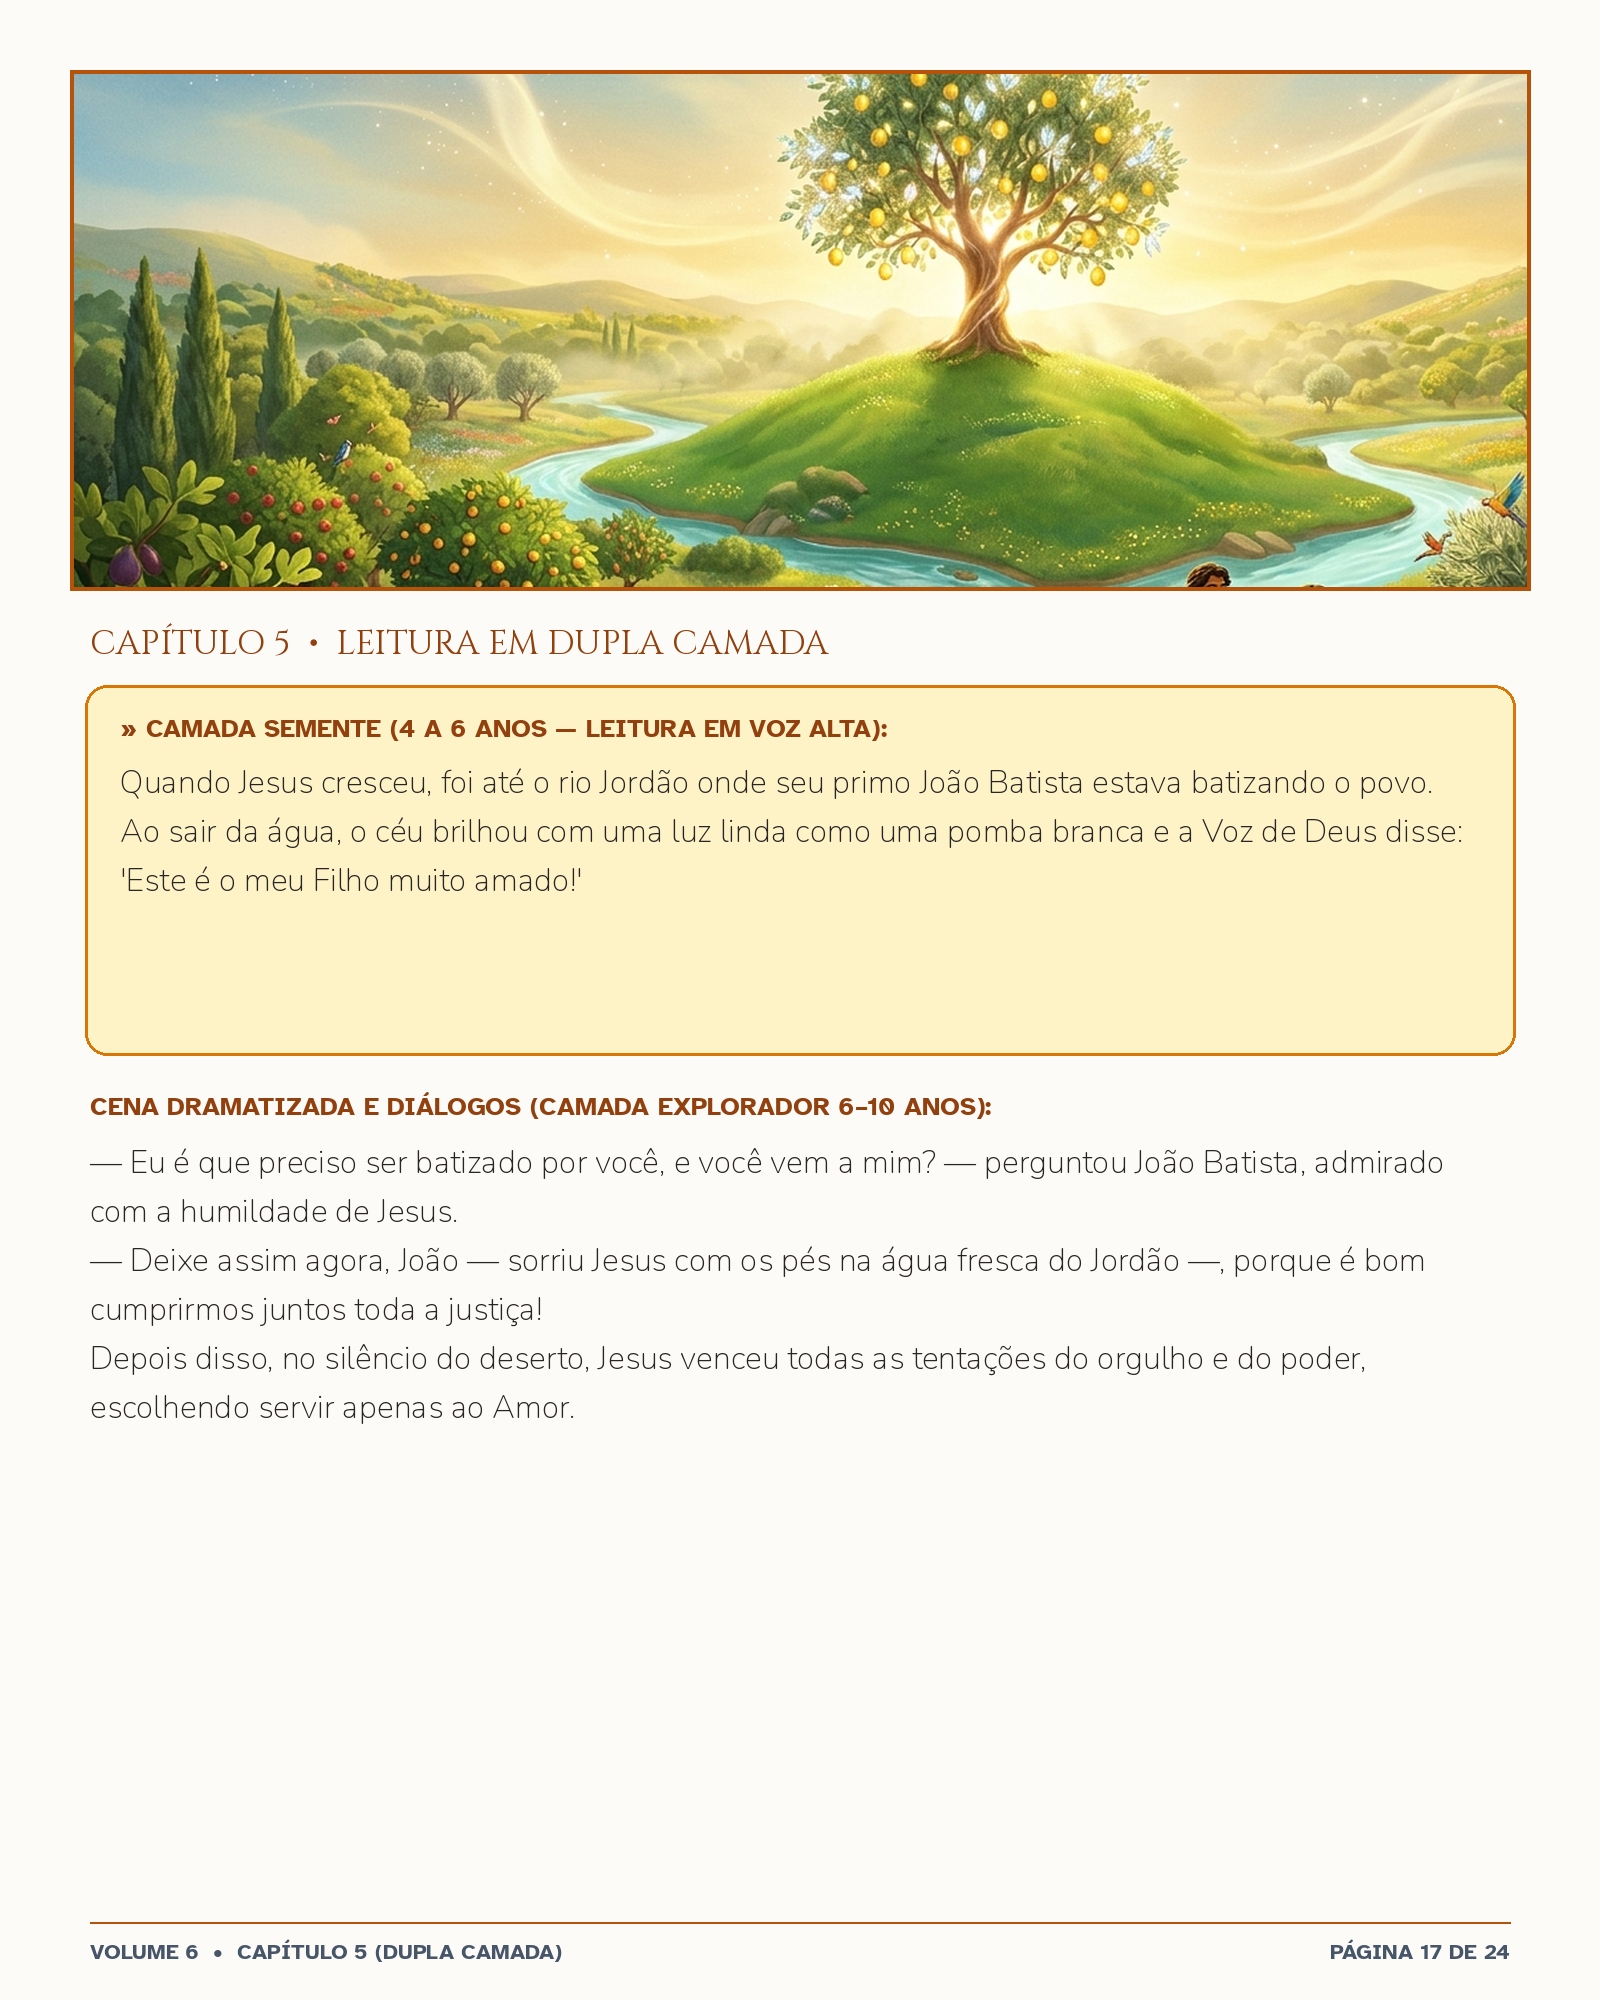 CAPÍTULO 5 • LEITURA EM DUPLA CAMADA
» CAMADA SEMENTE (4 A 6 ANOS — LEITURA EM VOZ ALTA):
Quando Jesus cresceu, foi até o rio Jordão onde seu primo João Batista estava batizando o povo.
Ao sair da água, o céu brilhou com uma luz linda como uma pomba branca e a Voz de Deus disse:
'Este é o meu Filho muito amado!'
CENA DRAMATIZADA E DIÁLOGOS (CAMADA EXPLORADOR 6–10 ANOS):
— Eu é que preciso ser batizado por você, e você vem a mim? — perguntou João Batista, admirado
com a humildade de Jesus.
— Deixe assim agora, João — sorriu Jesus com os pés na água fresca do Jordão —, porque é bom
cumprirmos juntos toda a justiça!
Depois disso, no silêncio do deserto, Jesus venceu todas as tentações do orgulho e do poder,
escolhendo servir apenas ao Amor.
VOLUME 6 • CAPÍTULO 5 (DUPLA CAMADA)
PÁGINA 17 DE 24